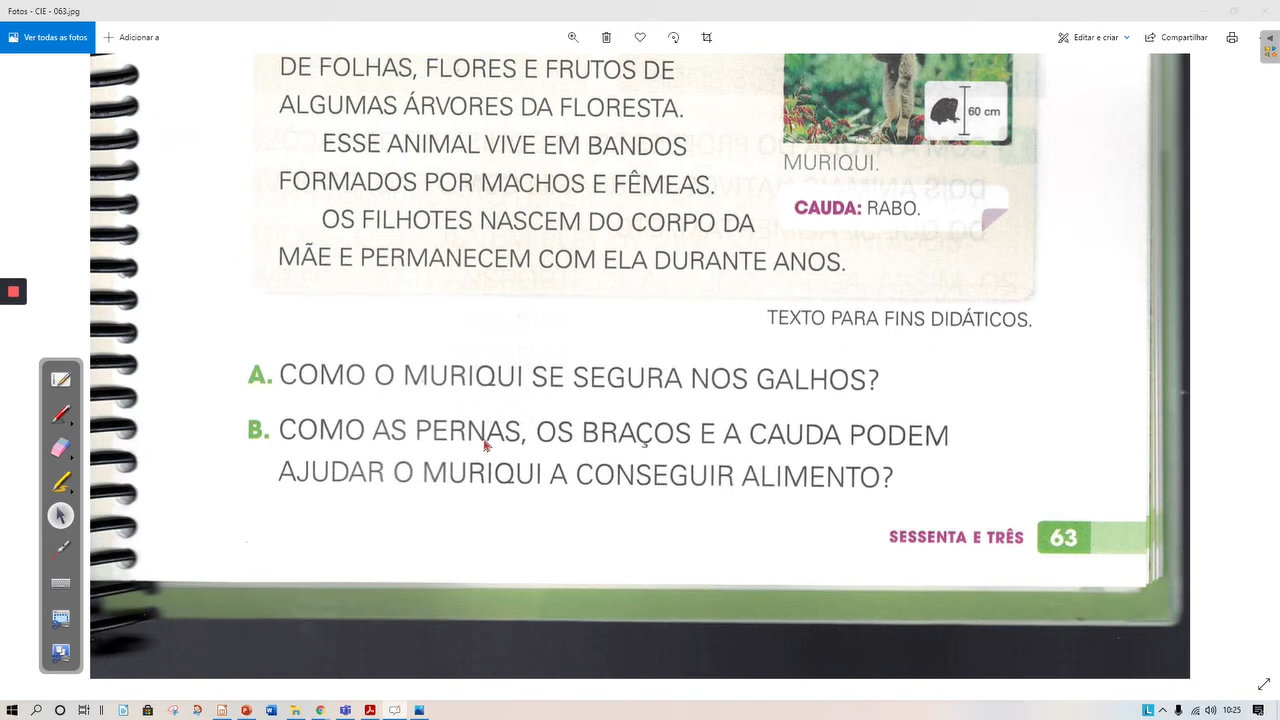 Fotos - CIE - 063.jpg
Ver todas as fotos
Adicionar a
Editar e criar
Compartilhar
DE FOLHAS, FLORES E FRUTOS DE
ALGUMAS ÁRVORES DA FLORESTA.
ESSE ANIMAL VIVE EM BANDOS
FORMADOS POR MACHOS E FÊMEAS.
OS FILHOTES NASCEM DO CORPO DA
MÃE E PERMANECEM COM ELA DURANTE ANOS.
60 cm
MURIQUI.
CAUDA: RABO.
TEXTO PARA FINS DIDÁTICOS.
A. COMO O MURIQUI SE SEGURA NOS GALHOS?
B. COMO AS PERNAS, OS BRAÇOS E A CAUDA PODEM
AJUDAR O MURIQUI A CONSEGUIR ALIMENTO?
SESSENTA E TRÊS 63
10:25